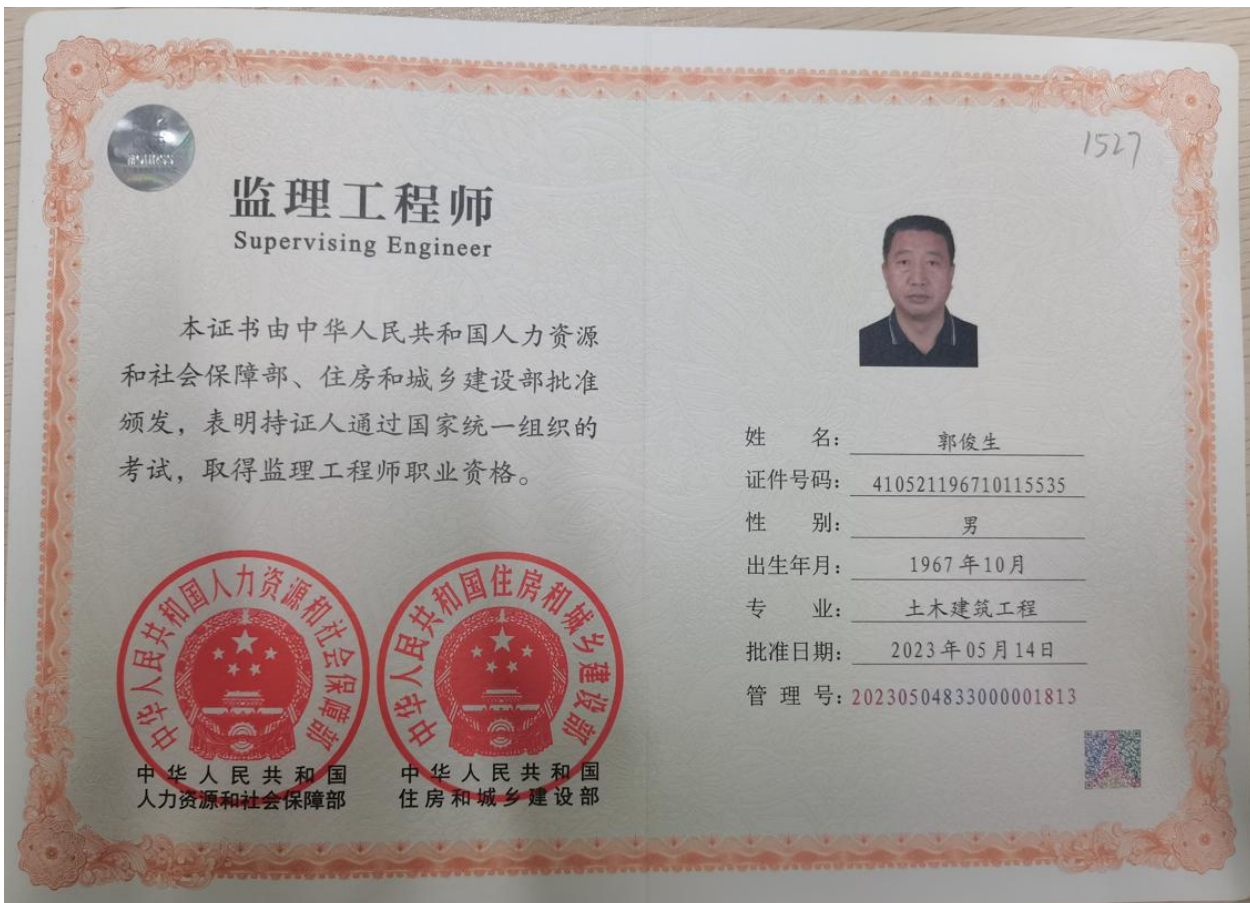 监理工程师
Supervising Engineer
本证书由中华人民共和国人力资源
和社会保障部、住房和城乡建设部批准
颁发，表明持证人通过国家统一组织的
考试，取得监理工程师职业资格。
中华人民共和国人力资源和社会保障部
中华人民共和国住房和城乡建设部
中华人民共和国
人力资源和社会保障部
中华人民共和国
住房和城乡建设部
1527
姓 名：郭俊生
证件号码：410521196710115535
性 别：男
出生年月：1967年10月
专 业：土木建筑工程
批准日期：2023年05月14日
管 理 号：20230504833000001813